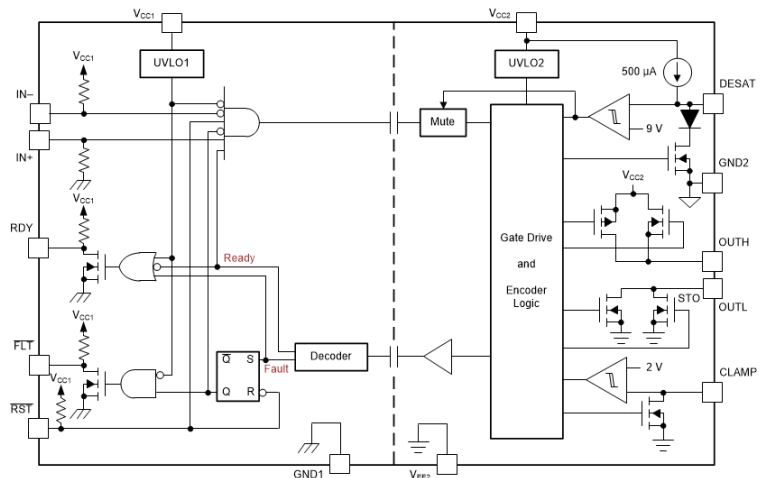 VCC1
VCC2
UVLO1
UVLO2
VCC1
500 µA
DESAT
IN–
Mute
9 V
IN+
GND2
VCC1
VCC2
RDY
Ready
Gate Drive
and
Encoder
Logic
OUTH
STO
OUTL
VCC1
FLT
Fault
Q S
Decoder
2 V
VCC1
Q R
CLAMP
RST
GND1
VEE2